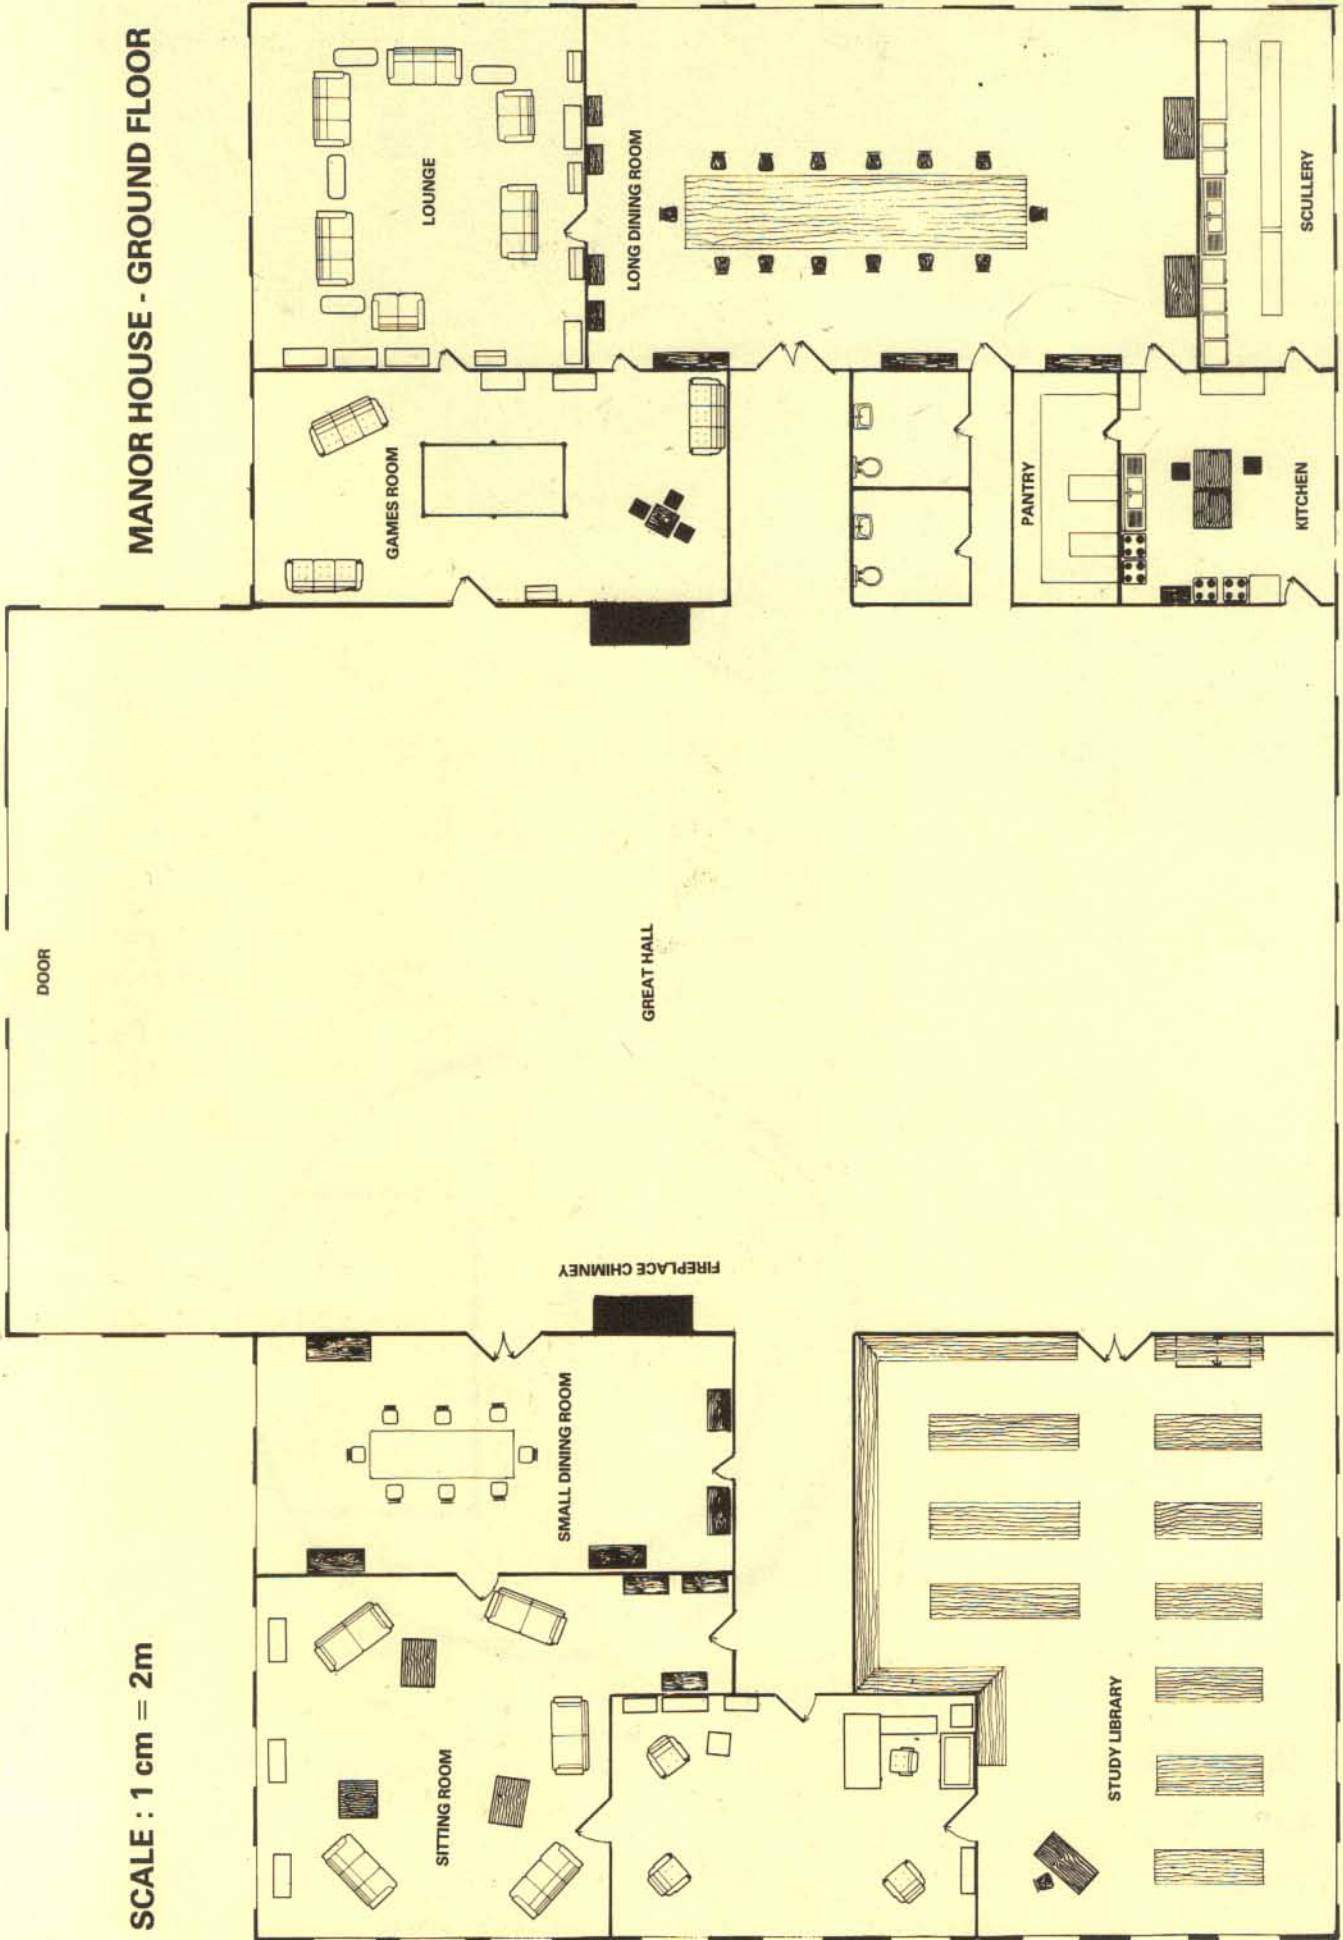 MANOR HOUSE - GROUND FLOOR
SCALE : 1 cm = 2m
DOOR
LOUNGE
GAMES ROOM
LONG DINING ROOM
GREAT HALL
FIREPLACE CHIMNEY
SMALL DINING ROOM
SITTING ROOM
PANTRY
KITCHEN
SCULLERY
STUDY LIBRARY